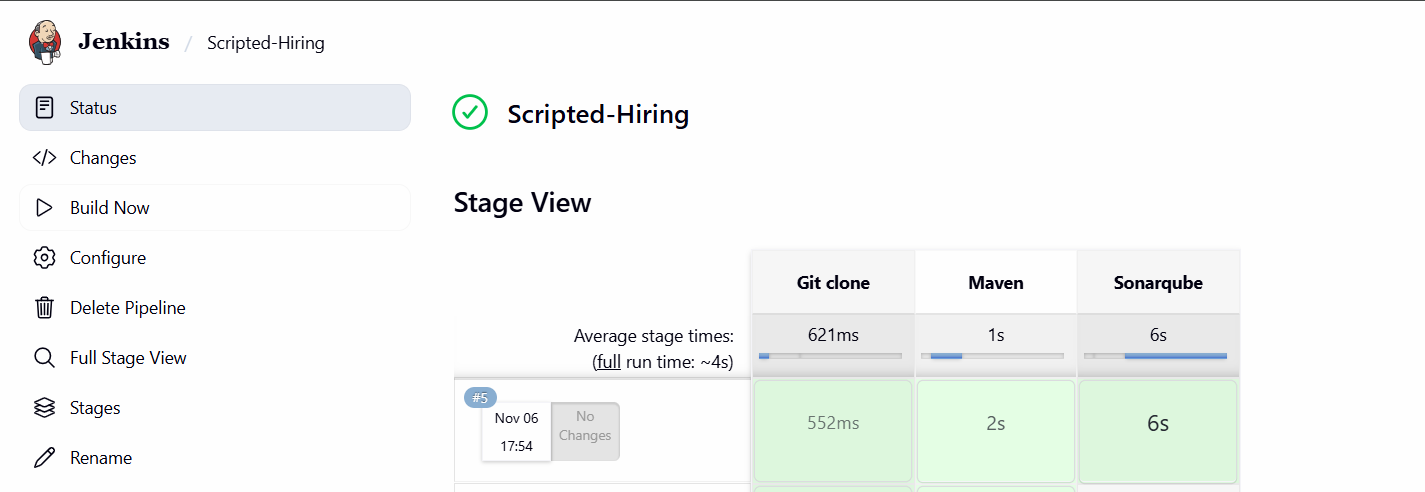 Jenkins / Scripted-Hiring
Status
Changes
Build Now
Configure
Delete Pipeline
Full Stage View
Stages
Rename
Scripted-Hiring
Stage View
Git clone Maven Sonarqube
Average stage times: 621ms 1s 6s
(full run time: ~4s)
#5
Nov 06
17:54
No
Changes
552ms 2s 6s